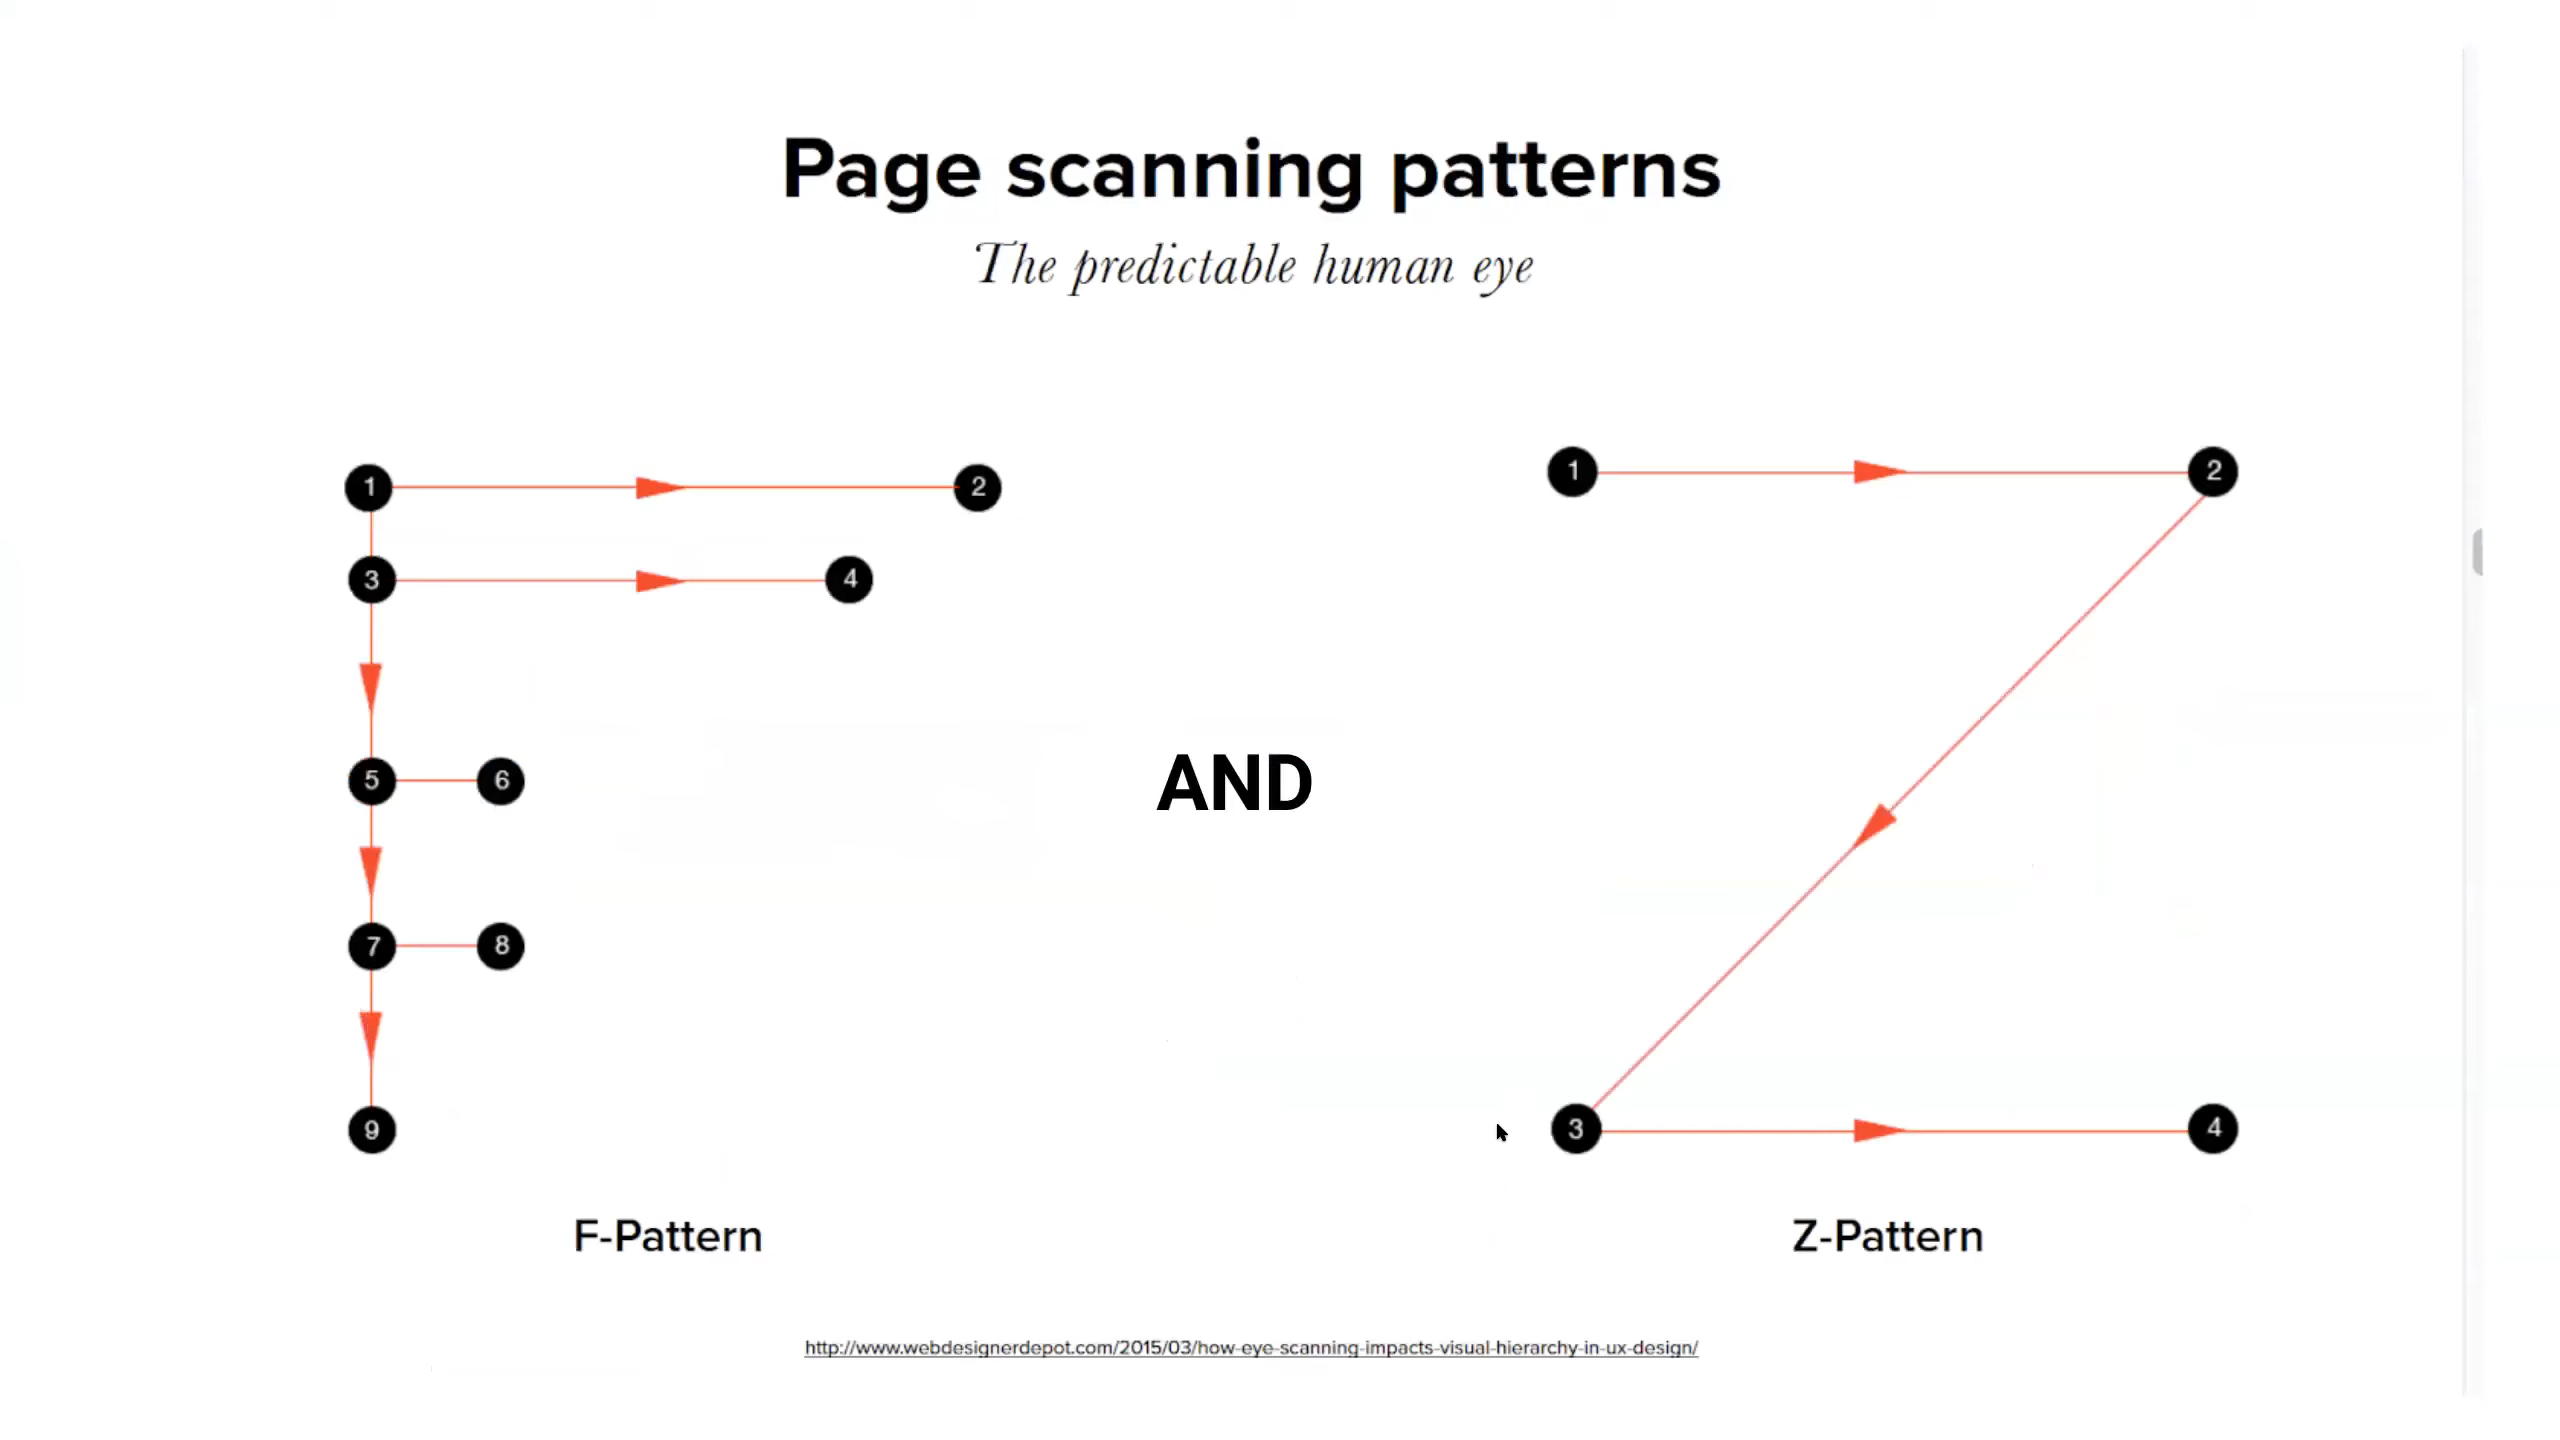 Page scanning patterns
The predictable human eye
1
2
3
4
5
6
7
8
9
F-Pattern
AND
1
2
3
4
Z-Pattern
http://www.webdesignerdepot.com/2015/03/how-eye-scanning-impacts-visual-hierarchy-in-ux-design/